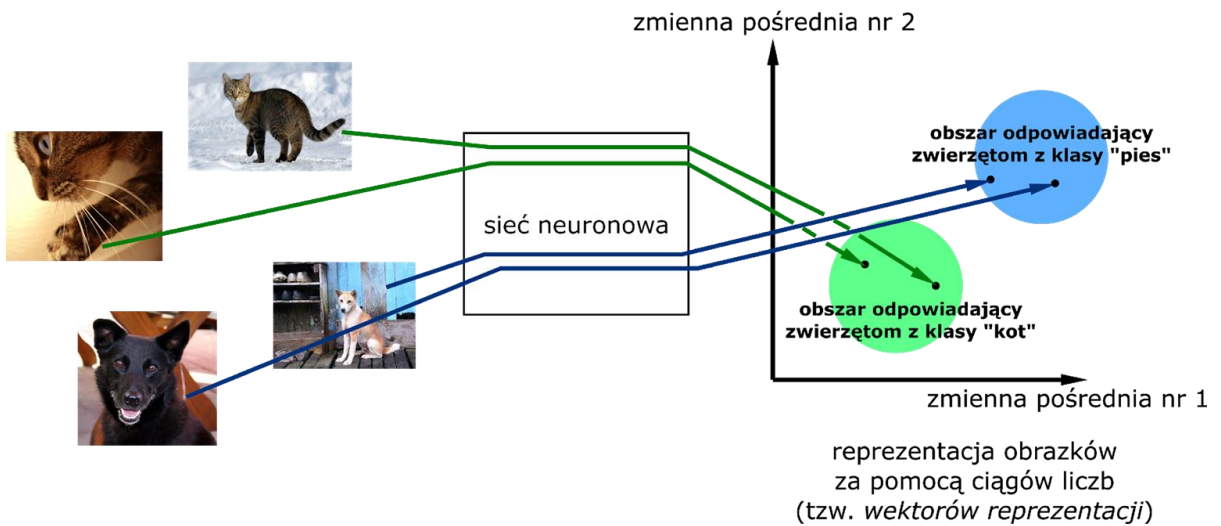 zmienna pośrednia nr 2
obszar odpowiadający
zwierzętom z klasy "pies"
sieć neuronowa
obszar odpowiadający
zwierzętom z klasy "kot"
zmienna pośrednia nr 1
reprezentacja obrazków
za pomocą ciągów liczb
(tzw. wektorów reprezentacji)